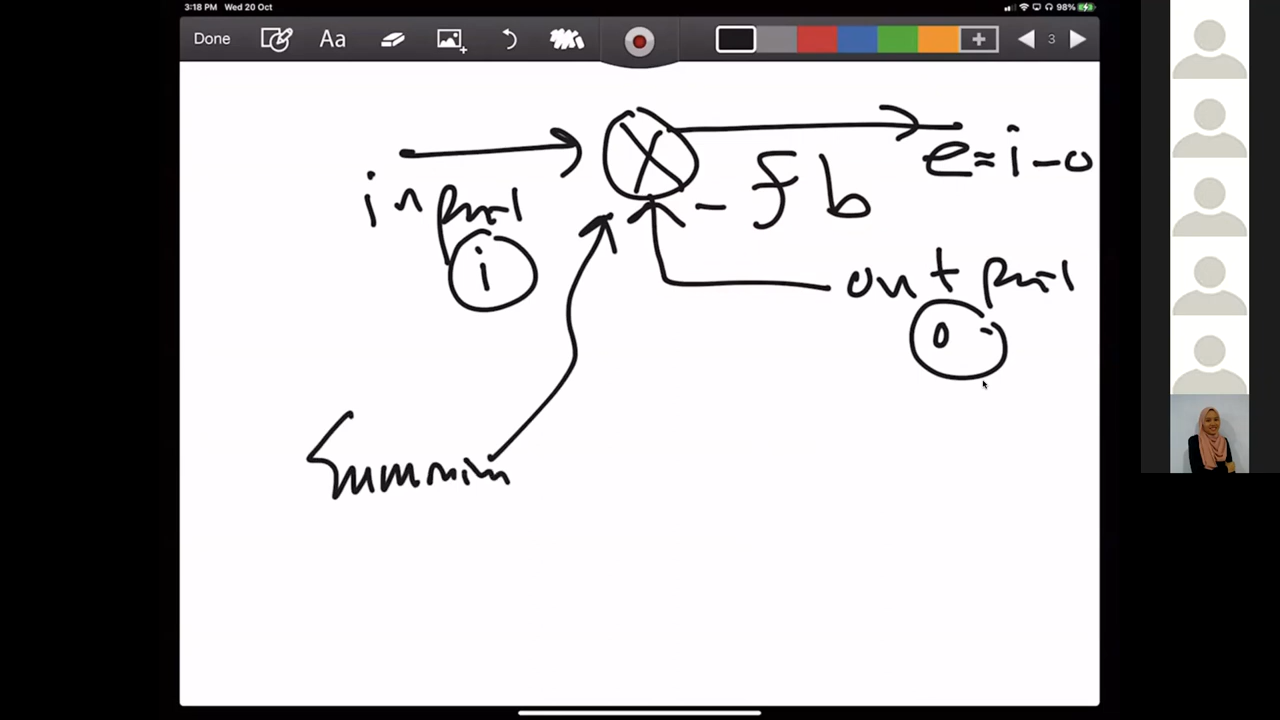 3:18 PM Wed 20 Oct
98%
Done
Aa
3
input
i
- fb
e = i - o
output
o
Summin